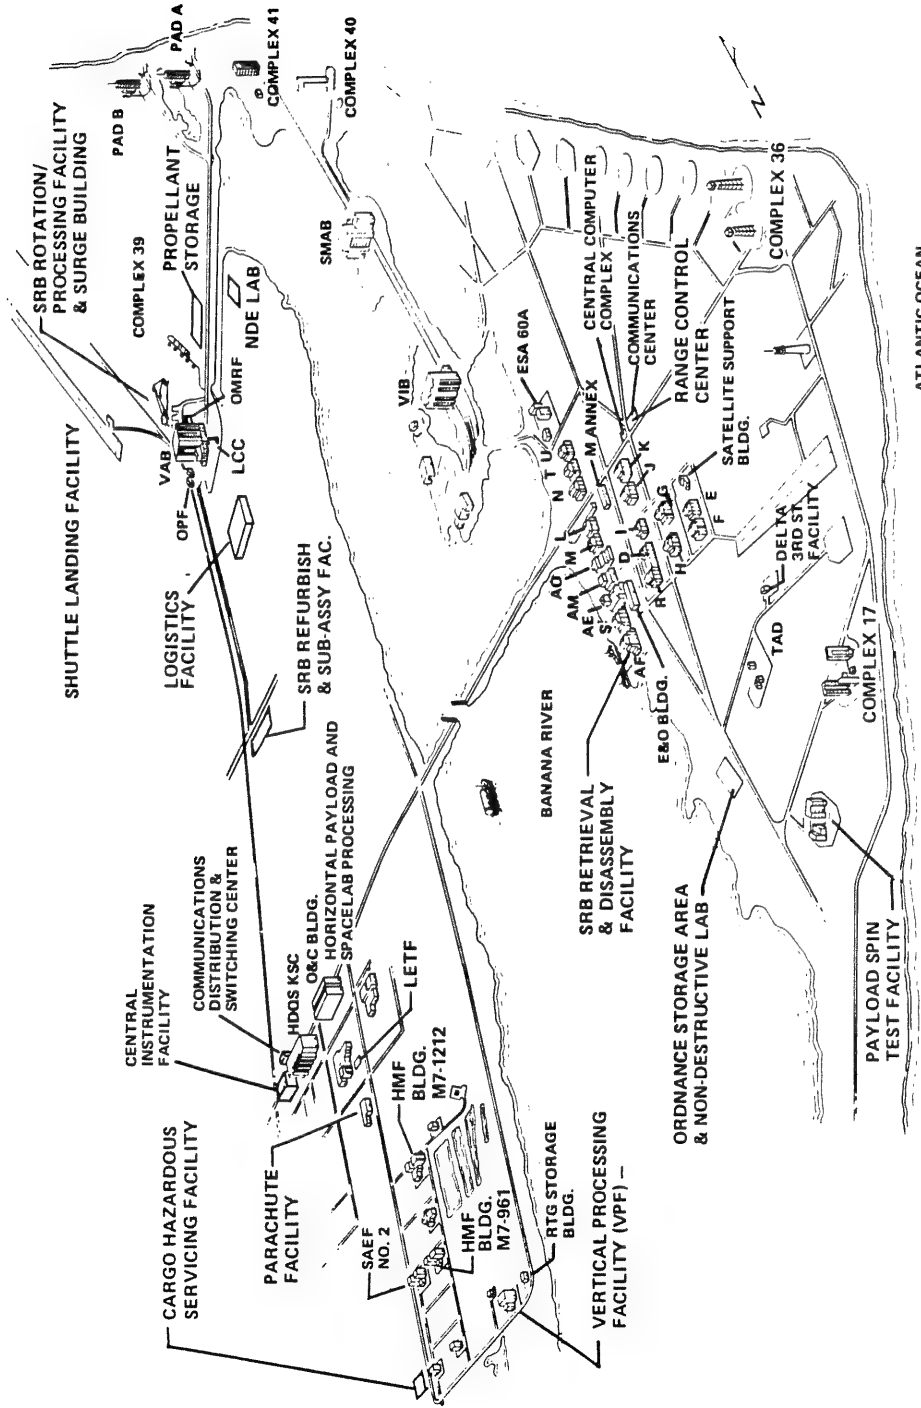 SHUTTLE LANDING FACILITY
SRB ROTATION/
PROCESSING FACILITY
& SURGE BUILDING
COMPLEX 39
PAD B
PAD A
COMPLEX 41
COMPLEX 40
PROPELLANT
STORAGE
NDE LAB
VAB
OMRF
LCC
OPF
LOGISTICS
FACILITY
SRB REFURBISH
& SUB-ASSY FAC.
SMAB
VIB
CENTRAL
INSTRUMENTATION
FACILITY
COMMUNICATIONS
DISTRIBUTION &
SWITCHING CENTER
HDQS KSC
O&C BLDG.
HORIZONTAL PAYLOAD AND
SPACELAB PROCESSING
LETF
CARGO HAZARDOUS
SERVICING FACILITY
PARACHUTE
FACILITY
SAEF
NO. 2
HMF
BLDG.
M7-1212
HMF
BLDG.
M7-961
RTG STORAGE
BLDG.
VERTICAL PROCESSING
FACILITY (VPF)
BANANA RIVER
ESA 60A
N T U
M ANNEX
CENTRAL COMPUTER
COMPLEX
COMMUNICATIONS
CENTER
RANGE CONTROL
CENTER
SATELLITE SUPPORT
BLDG.
AO M L
AM
AE
S
AF
D I
J K
R H G
F E
E&O BLDG.
SRB RETRIEVAL
& DISASSEMBLY
FACILITY
ORDNANCE STORAGE AREA
& NON-DESTRUCTIVE LAB
TAD
DELTA
3RD ST.
FACILITY
COMPLEX 17
COMPLEX 36
PAYLOAD SPIN
TEST FACILITY
N
ATLANTIC OCEAN